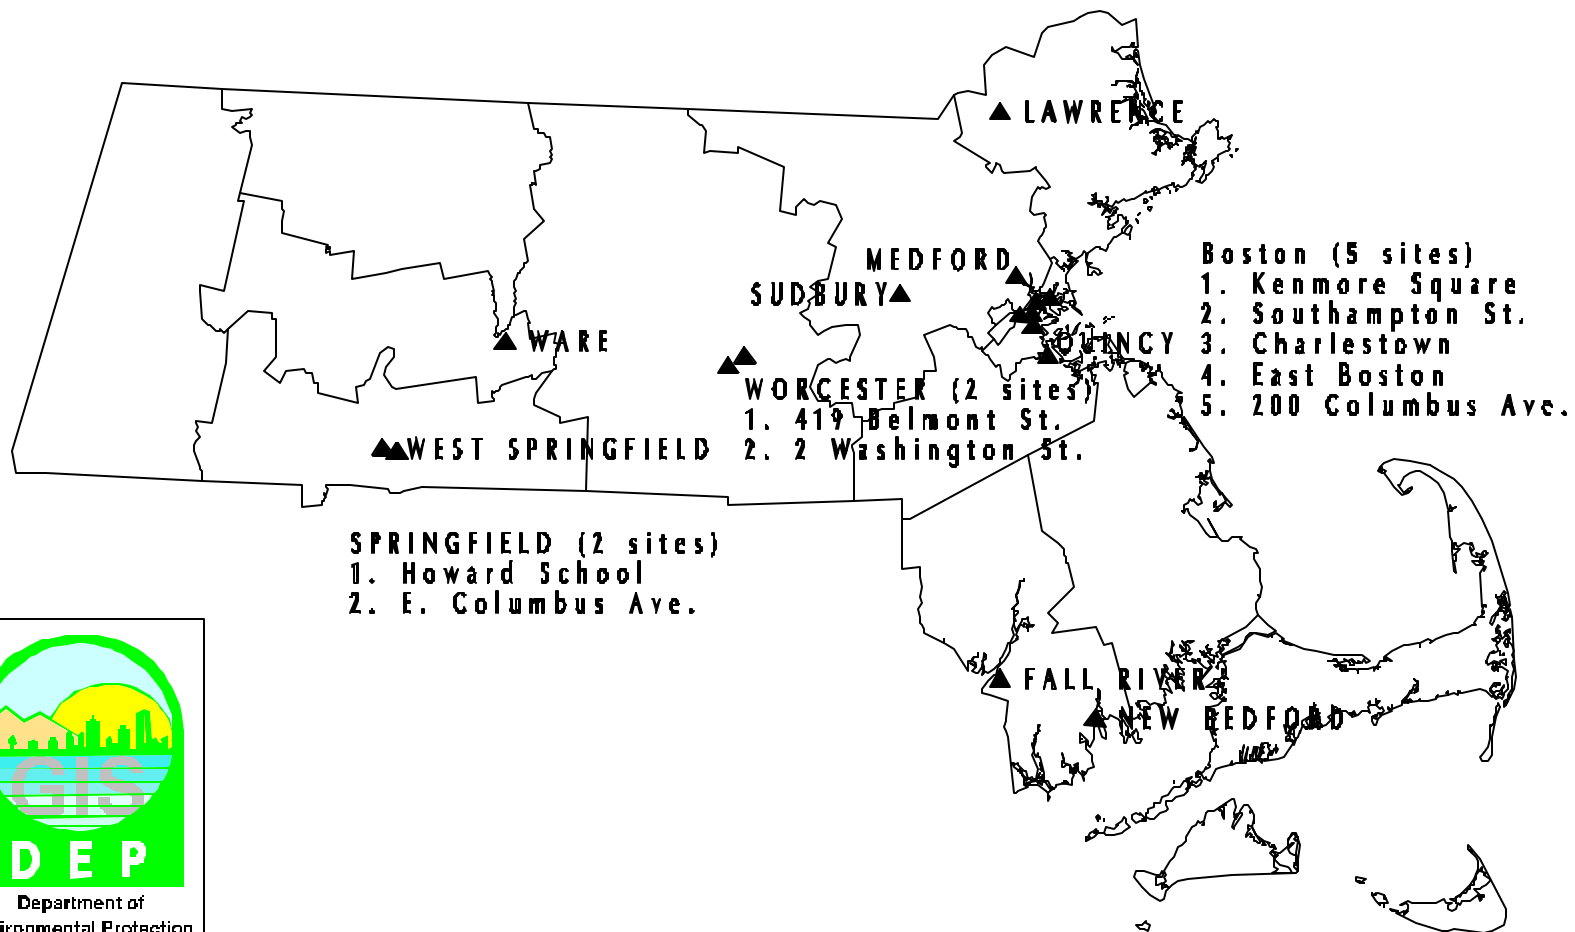 LAWRENCE
MEDFORD
SUDBURY
Boston (5 sites)
1. Kenmore Square
2. Southampton St.
3. Charlestown
4. East Boston
5. 200 Columbus Ave.
QUINCY
WARE
WORCESTER (2 sites)
1. 419 Belmont St.
2. 2 Washington St.
WEST SPRINGFIELD
SPRINGFIELD (2 sites)
1. Howard School
2. E. Columbus Ave.
FALL RIVER
NEW BEDFORD
GIS
DEP
Department of
ironmental Protection